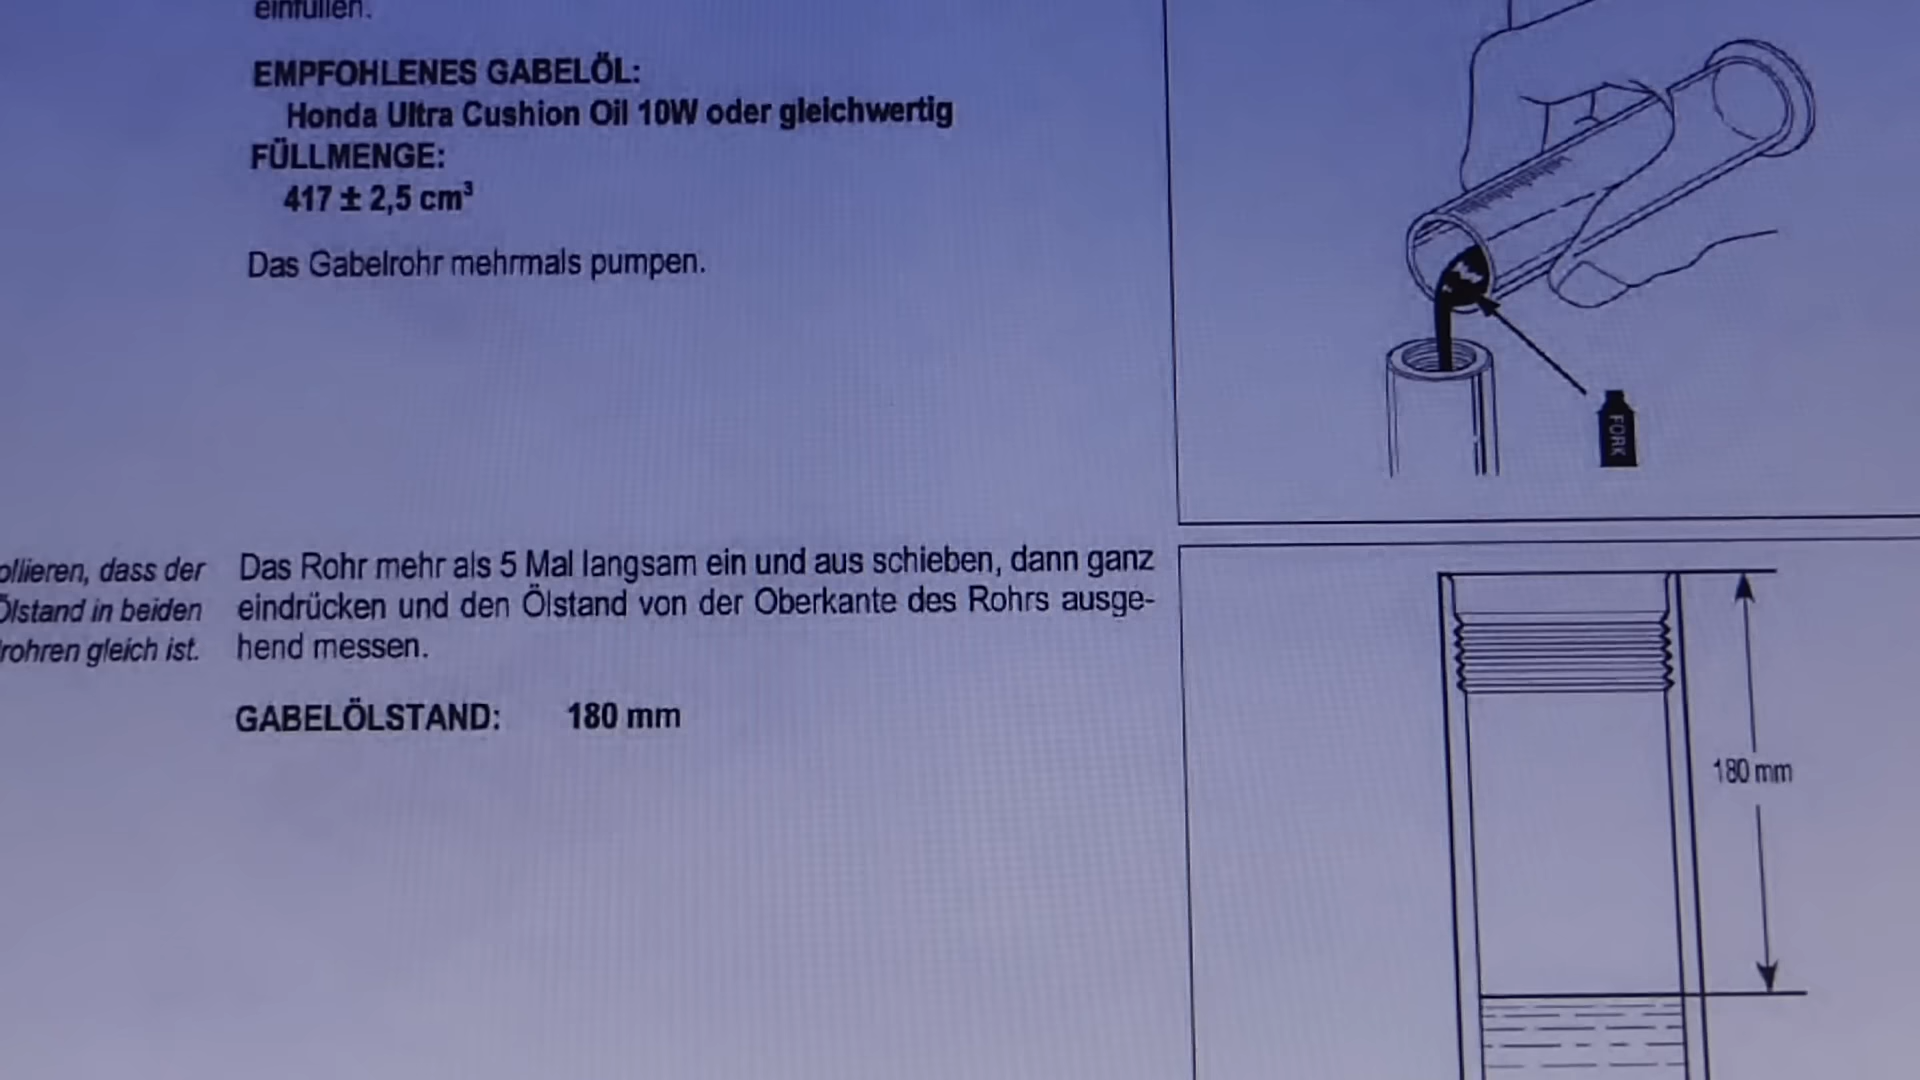 einfüllen.
EMPFOHLENES GABELÖL:
Honda Ultra Cushion Oil 10W oder gleichwertig
FÜLLMENGE:
417 ± 2,5 cm³
Das Gabelrohr mehrmals pumpen.
FORK
ollieren, dass der
Ölstand in beiden
rohren gleich ist.
Das Rohr mehr als 5 Mal langsam ein und aus schieben, dann ganz
eindrücken und den Ölstand von der Oberkante des Rohrs ausge-
hend messen.
GABELÖLSTAND: 180 mm
180 mm